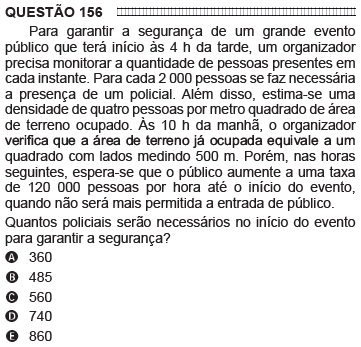 QUESTÃO 156
Para garantir a segurança de um grande evento
público que terá início às 4 h da tarde, um organizador
precisa monitorar a quantidade de pessoas presentes em
cada instante. Para cada 2 000 pessoas se faz necessária
a presença de um policial. Além disso, estima-se uma
densidade de quatro pessoas por metro quadrado de área
de terreno ocupado. Às 10 h da manhã, o organizador
verifica que a área de terreno já ocupada equivale a um
quadrado com lados medindo 500 m. Porém, nas horas
seguintes, espera-se que o público aumente a uma taxa
de 120 000 pessoas por hora até o início do evento,
quando não será mais permitida a entrada de público.
Quantos policiais serão necessários no início do evento
para garantir a segurança?
A 360
B 485
C 560
D 740
E 860